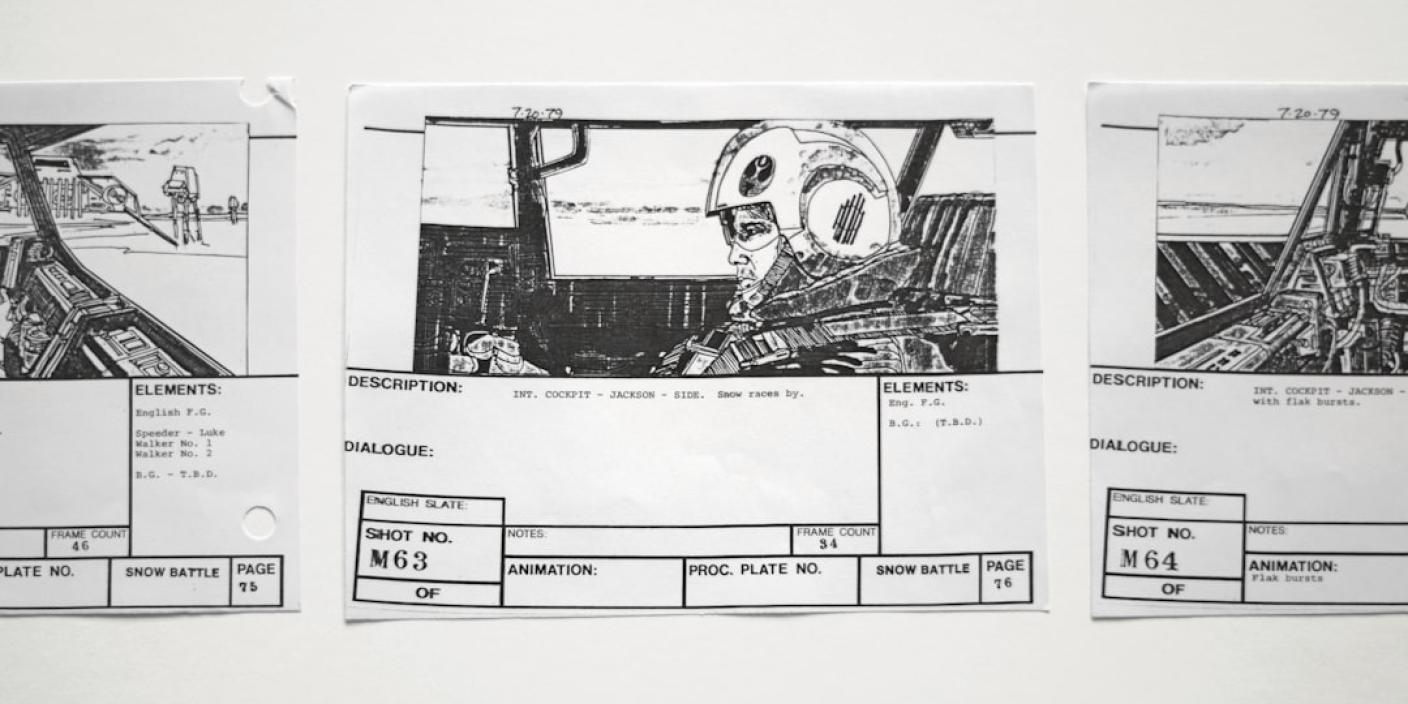 ELEMENTS:
English F.G.
Speeder - Luke
Walker No. 1
Walker No. 2
B.G. - T.B.D.
FRAME COUNT
46
PLATE NO.
SNOW BATTLE
PAGE
75
7-20-79
DESCRIPTION:
INT. COCKPIT - JACKSON - SIDE. Snow races by.
ELEMENTS:
Eng. F.G.
B.G.: (T.B.D.)
DIALOGUE:
ENGLISH SLATE:
SHOT NO.
M63
OF
NOTES:
FRAME COUNT
34
ANIMATION:
PROC. PLATE NO.
SNOW BATTLE
PAGE
76
7-20-79
DESCRIPTION:
INT. COCKPIT - JACKSON -
with flak bursts.
DIALOGUE:
ENGLISH SLATE:
SHOT NO.
M64
OF
NOTES:
ANIMATION:
Flak bursts